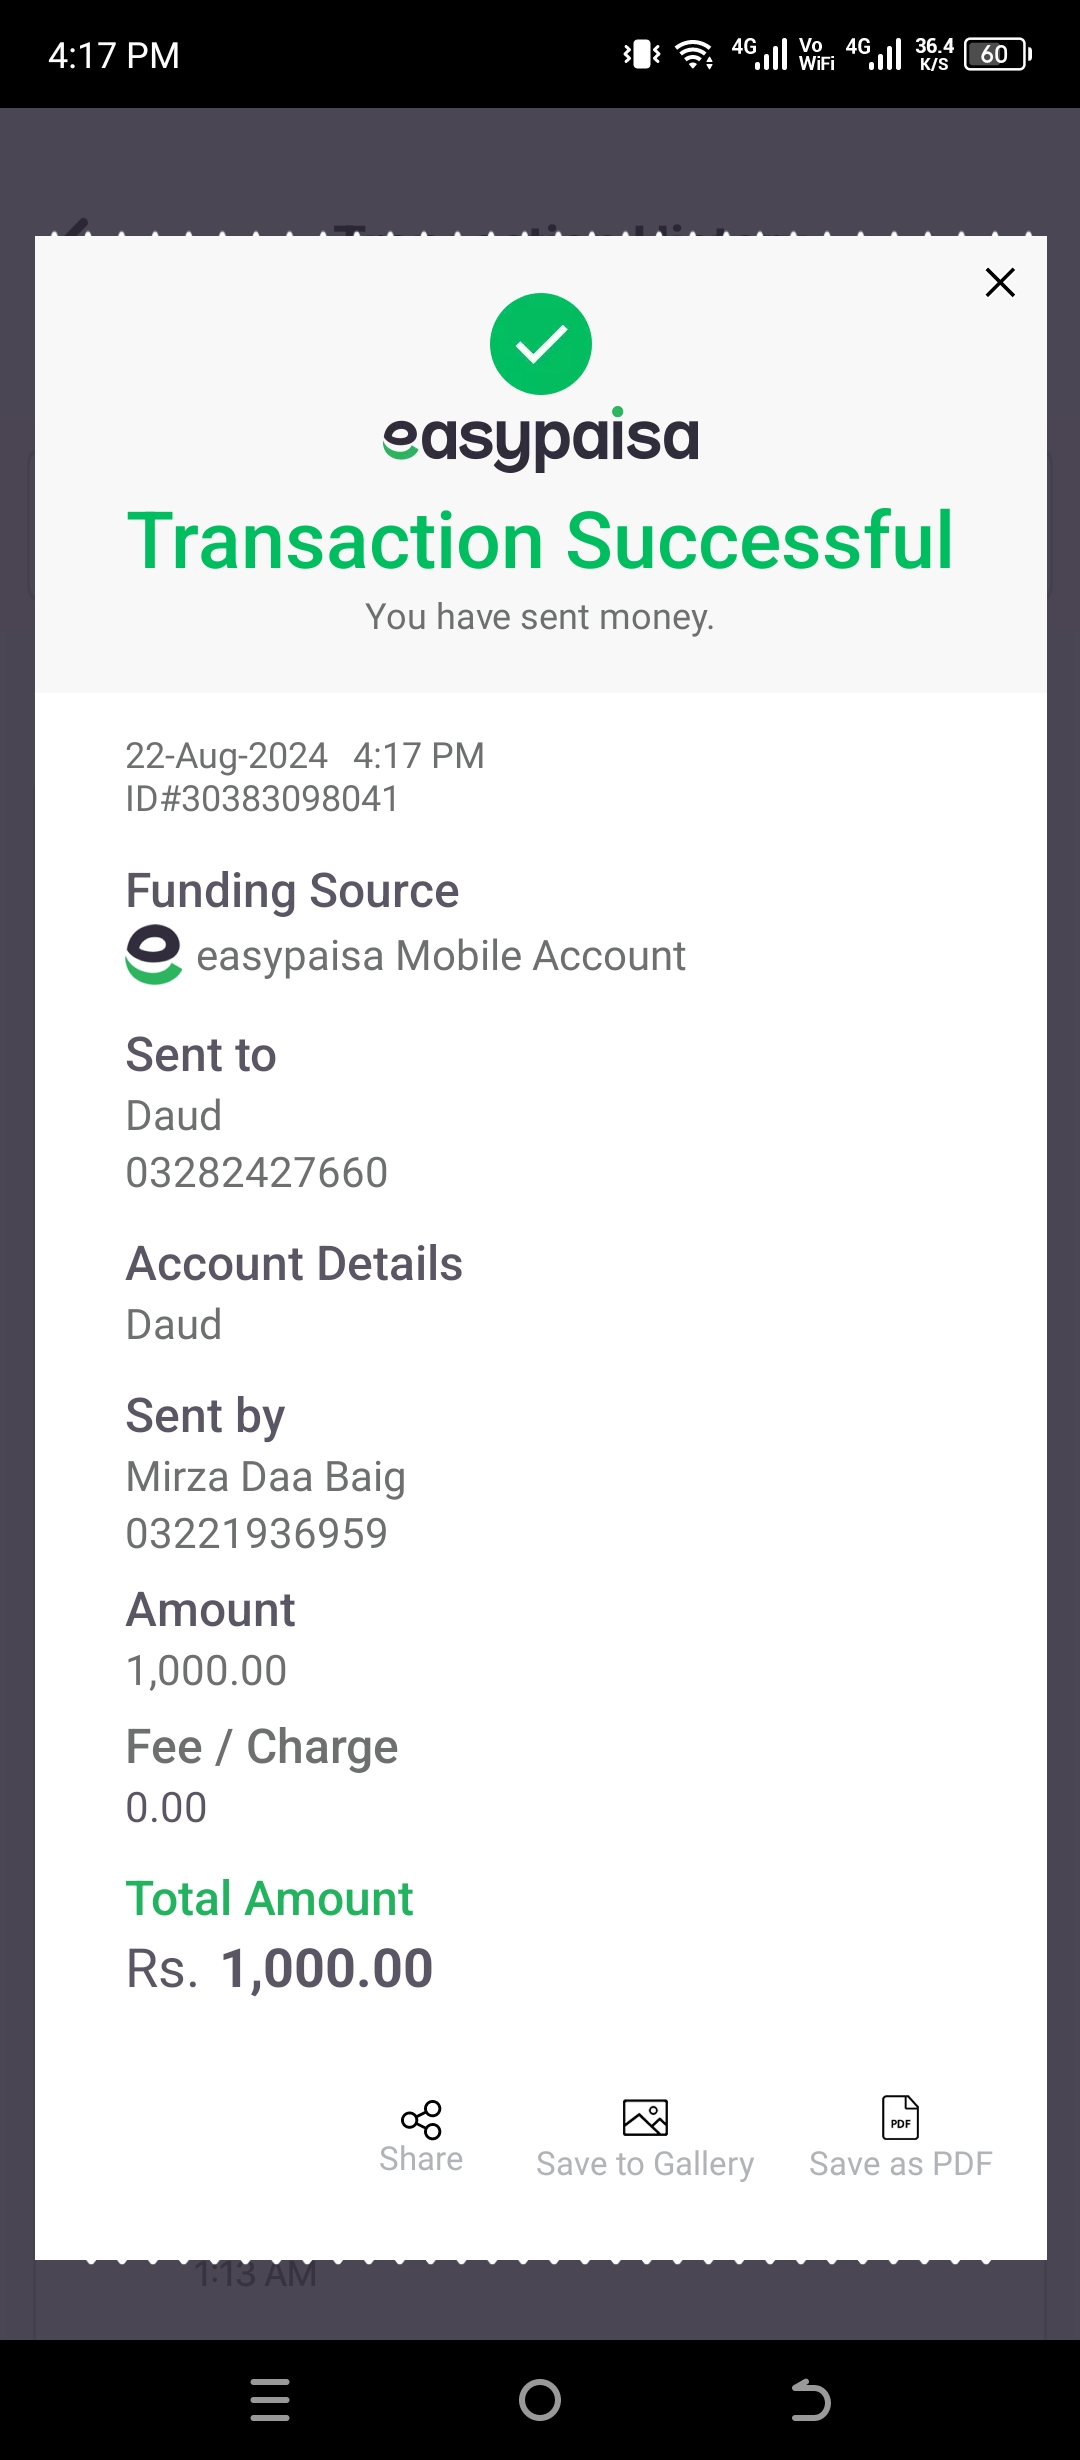 4:17 PM
4G Vo WiFi 4G 36.4 K/S 60
easypaisa
Transaction Successful
You have sent money.
22-Aug-2024 4:17 PM
ID#30383098041
Funding Source
easypaisa Mobile Account
Sent to
Daud
03282427660
Account Details
Daud
Sent by
Mirza Daa Baig
03221936959
Amount
1,000.00
Fee / Charge
0.00
Total Amount
Rs. 1,000.00
PDF
Share Save to Gallery Save as PDF
1:13 AM